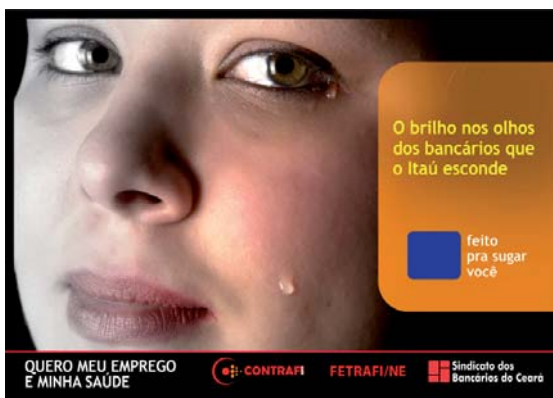 O brilho nos olhos
dos bancários que
o Itaú esconde
feito
pra sugar
você
QUERO MEU EMPREGO
E MINHA SAÚDE
CONTRAFI
FETRAFI/NE
Sindicato dos
Bancários do Ceará